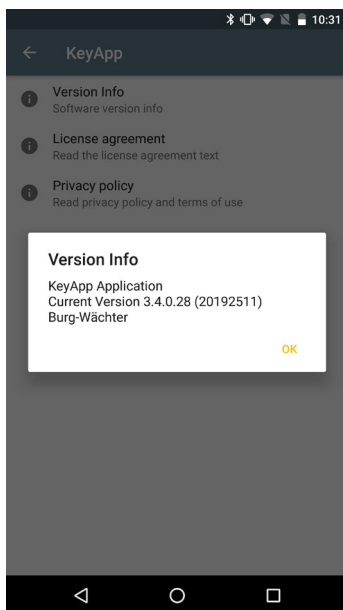 10:31
KeyApp
Version Info
Software version info
License agreement
Read the license agreement text
Privacy policy
Read privacy policy and terms of use
Version Info
KeyApp Application
Current Version 3.4.0.28 (20192511)
Burg-Wächter
OK